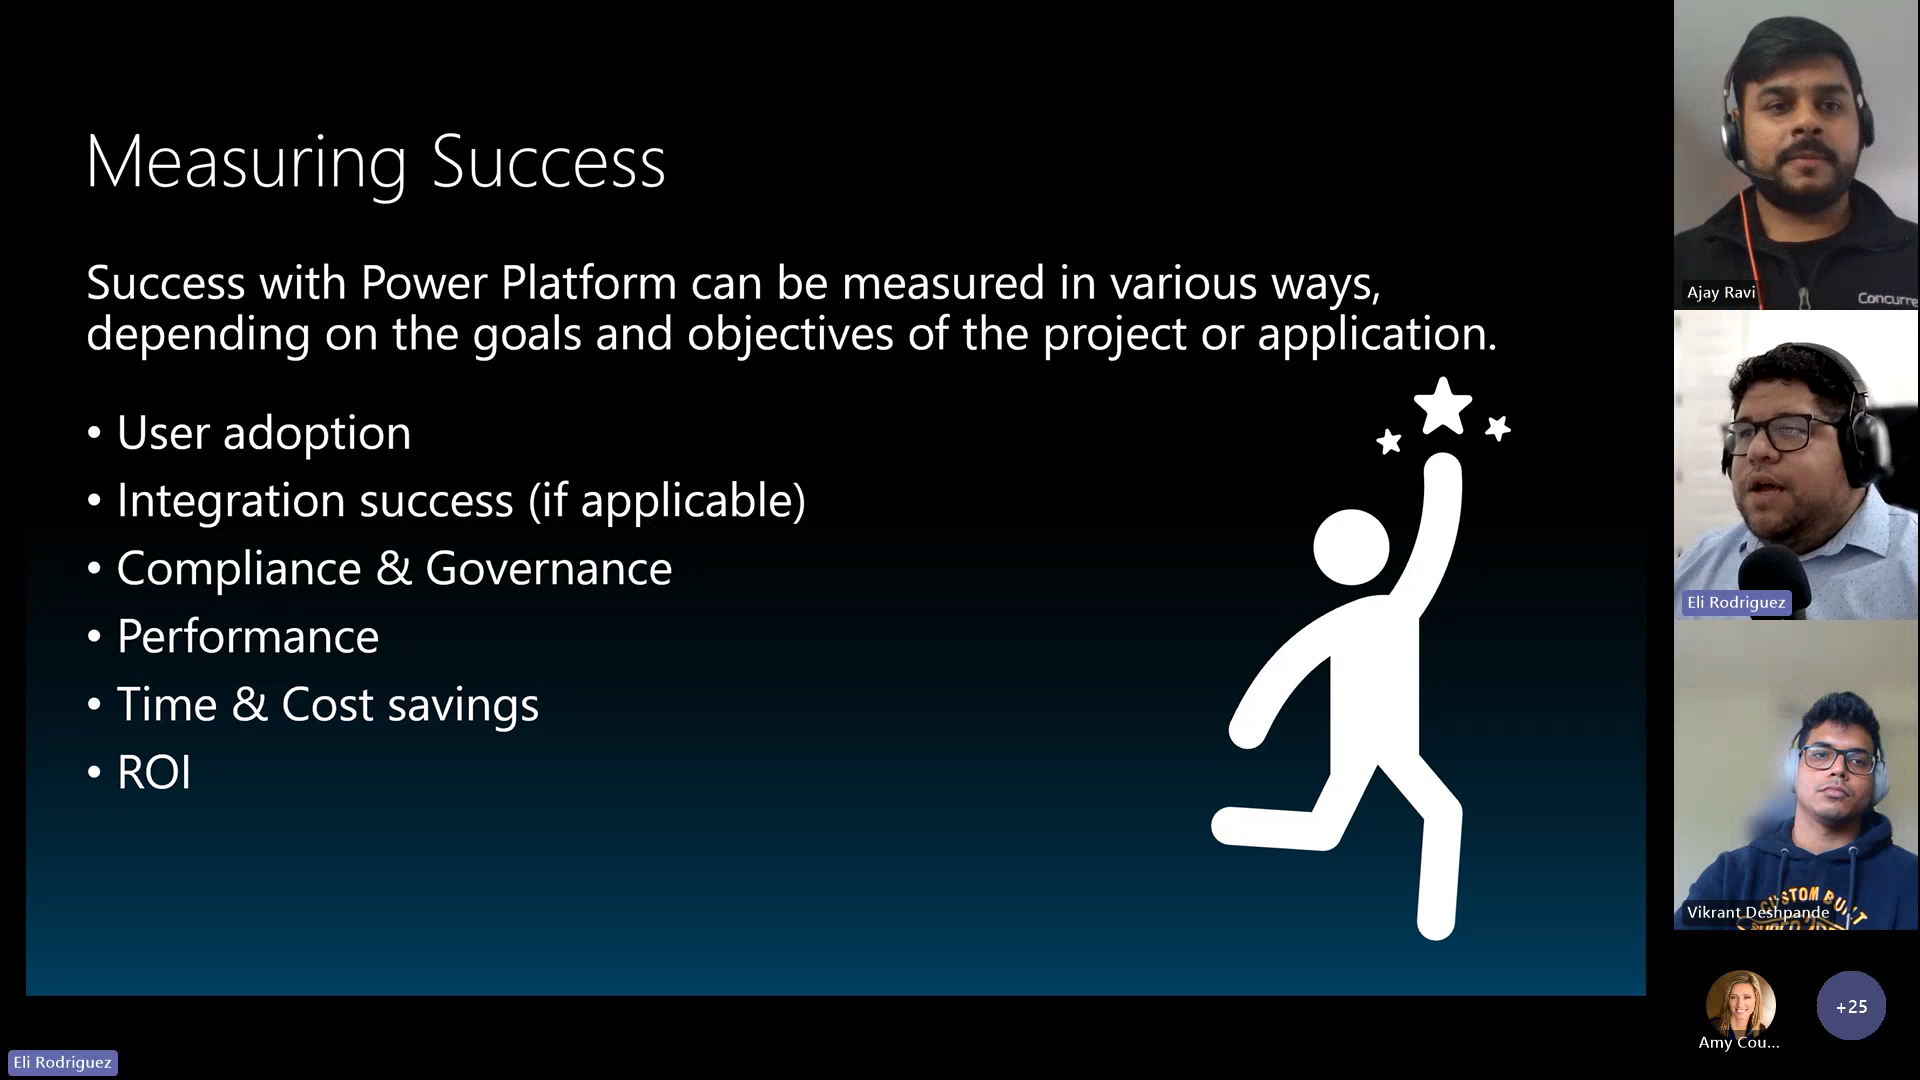 Measuring Success
Success with Power Platform can be measured in various ways,
depending on the goals and objectives of the project or application.
• User adoption
• Integration success (if applicable)
• Compliance & Governance
• Performance
• Time & Cost savings
• ROI
Ajay Ravi
Concurre
Eli Rodriguez
CUSTOM BUILT
Vikrant Deshpande
Amy Cou...
+25
Eli Rodriguez